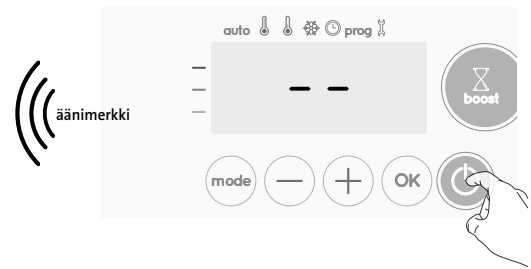 auto prog
– –
boost
äänimerkki
mode – + OK